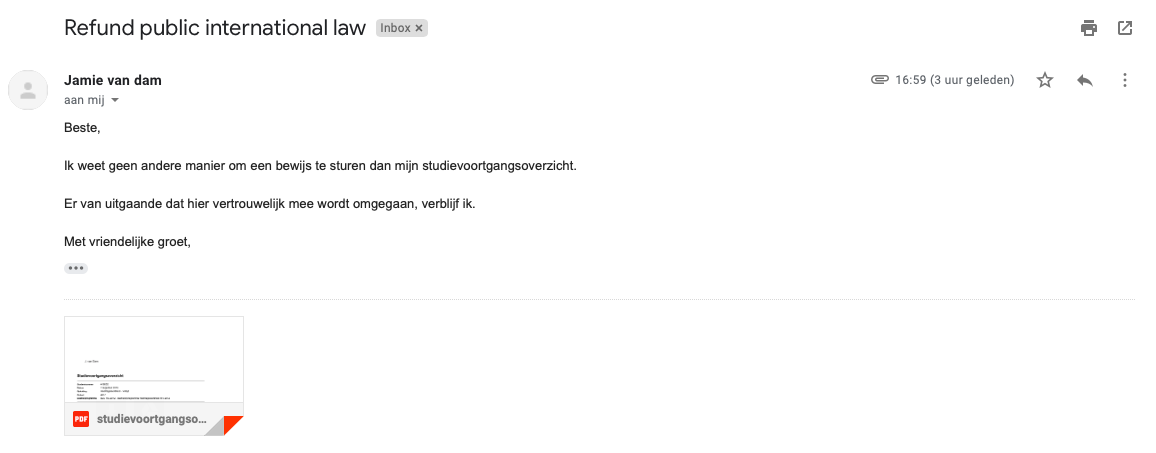 Refund public international law Inbox ×
Jamie van dam 16:59 (3 uur geleden)
aan mij
Beste,
Ik weet geen andere manier om een bewijs te sturen dan mijn studievoortgangsoverzicht.
Er van uitgaande dat hier vertrouwelijk mee wordt omgegaan, verblijf ik.
Met vriendelijke groet,
Studievoortgangsoverzicht
PDF studievoortgangso...